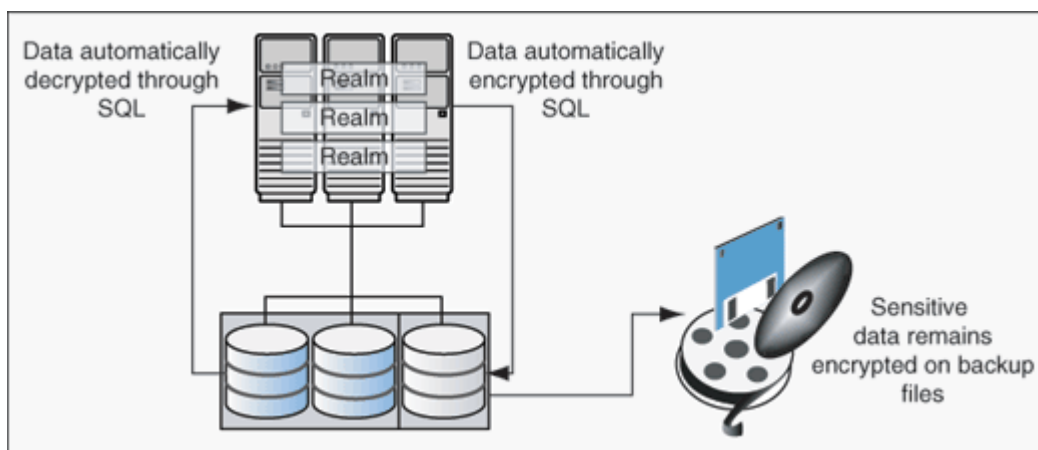 Data automatically
decrypted through
SQL
Realm
Realm
Realm
Data automatically
encrypted through
SQL
Sensitive
data remains
encrypted on backup
files